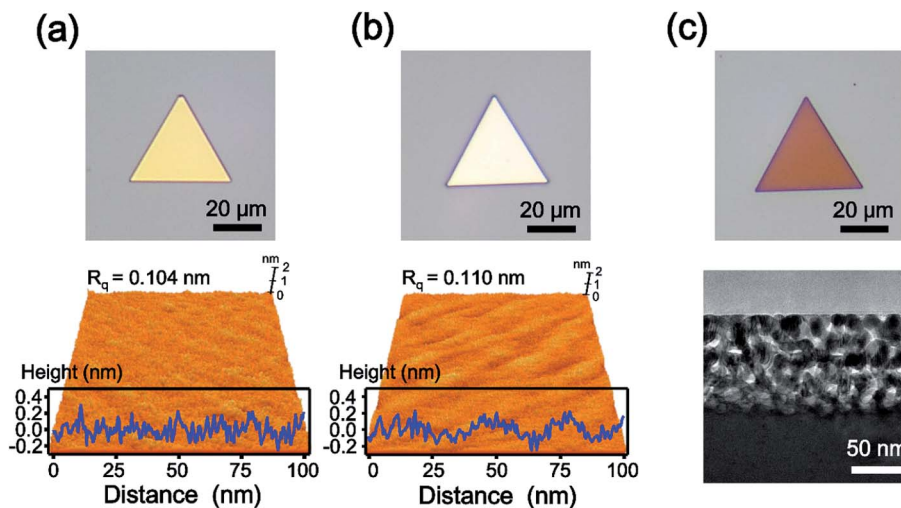 (a)
(b)
(c)
20 µm
20 µm
20 µm
R_q = 0.104 nm
nm
2
1
0
R_q = 0.110 nm
nm
2
1
0
Height (nm)
0.4
0.2
0.0
-0.2
0
25
50
75
100
Distance (nm)
Height (nm)
0.4
0.2
0.0
-0.2
0
25
50
75
100
Distance (nm)
50 nm